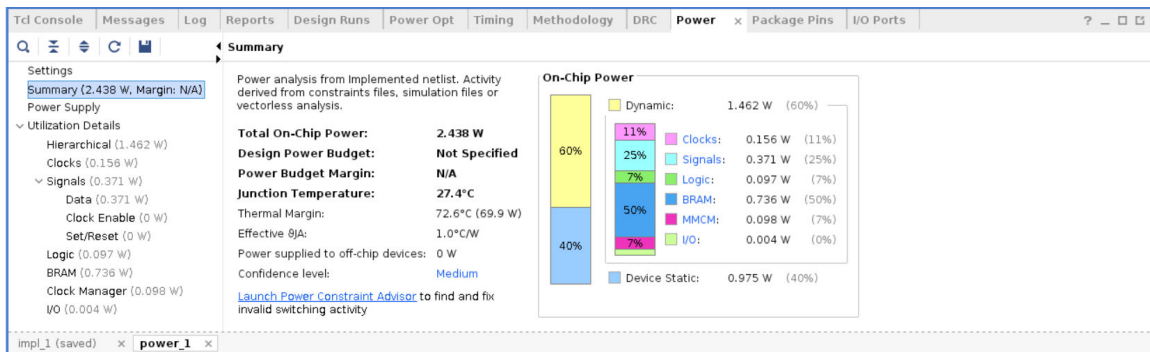 Tcl Console Messages Log Reports Design Runs Power Opt Timing Methodology DRC Power × Package Pins I/O Ports ? _
Summary
Settings
Summary (2.438 W, Margin: N/A)
Power Supply
Utilization Details
Hierarchical (1.462 W)
Clocks (0.156 W)
Signals (0.371 W)
Data (0.371 W)
Clock Enable (0 W)
Set/Reset (0 W)
Logic (0.097 W)
BRAM (0.736 W)
Clock Manager (0.098 W)
I/O (0.004 W)
Power analysis from Implemented netlist. Activity
derived from constraints files, simulation files or
vectorless analysis.
Total On-Chip Power: 2.438 W
Design Power Budget: Not Specified
Power Budget Margin: N/A
Junction Temperature: 27.4°C
Thermal Margin: 72.6°C (69.9 W)
Effective ϑJA: 1.0°C/W
Power supplied to off-chip devices: 0 W
Confidence level: Medium
Launch Power Constraint Advisor to find and fix
invalid switching activity
On-Chip Power
60%
40%
Dynamic: 1.462 W (60%)
11% Clocks: 0.156 W (11%)
25% Signals: 0.371 W (25%)
7% Logic: 0.097 W (7%)
50% BRAM: 0.736 W (50%)
7% MMCM: 0.098 W (7%)
I/O: 0.004 W (0%)
Device Static: 0.975 W (40%)
impl_1 (saved) × power_1 ×